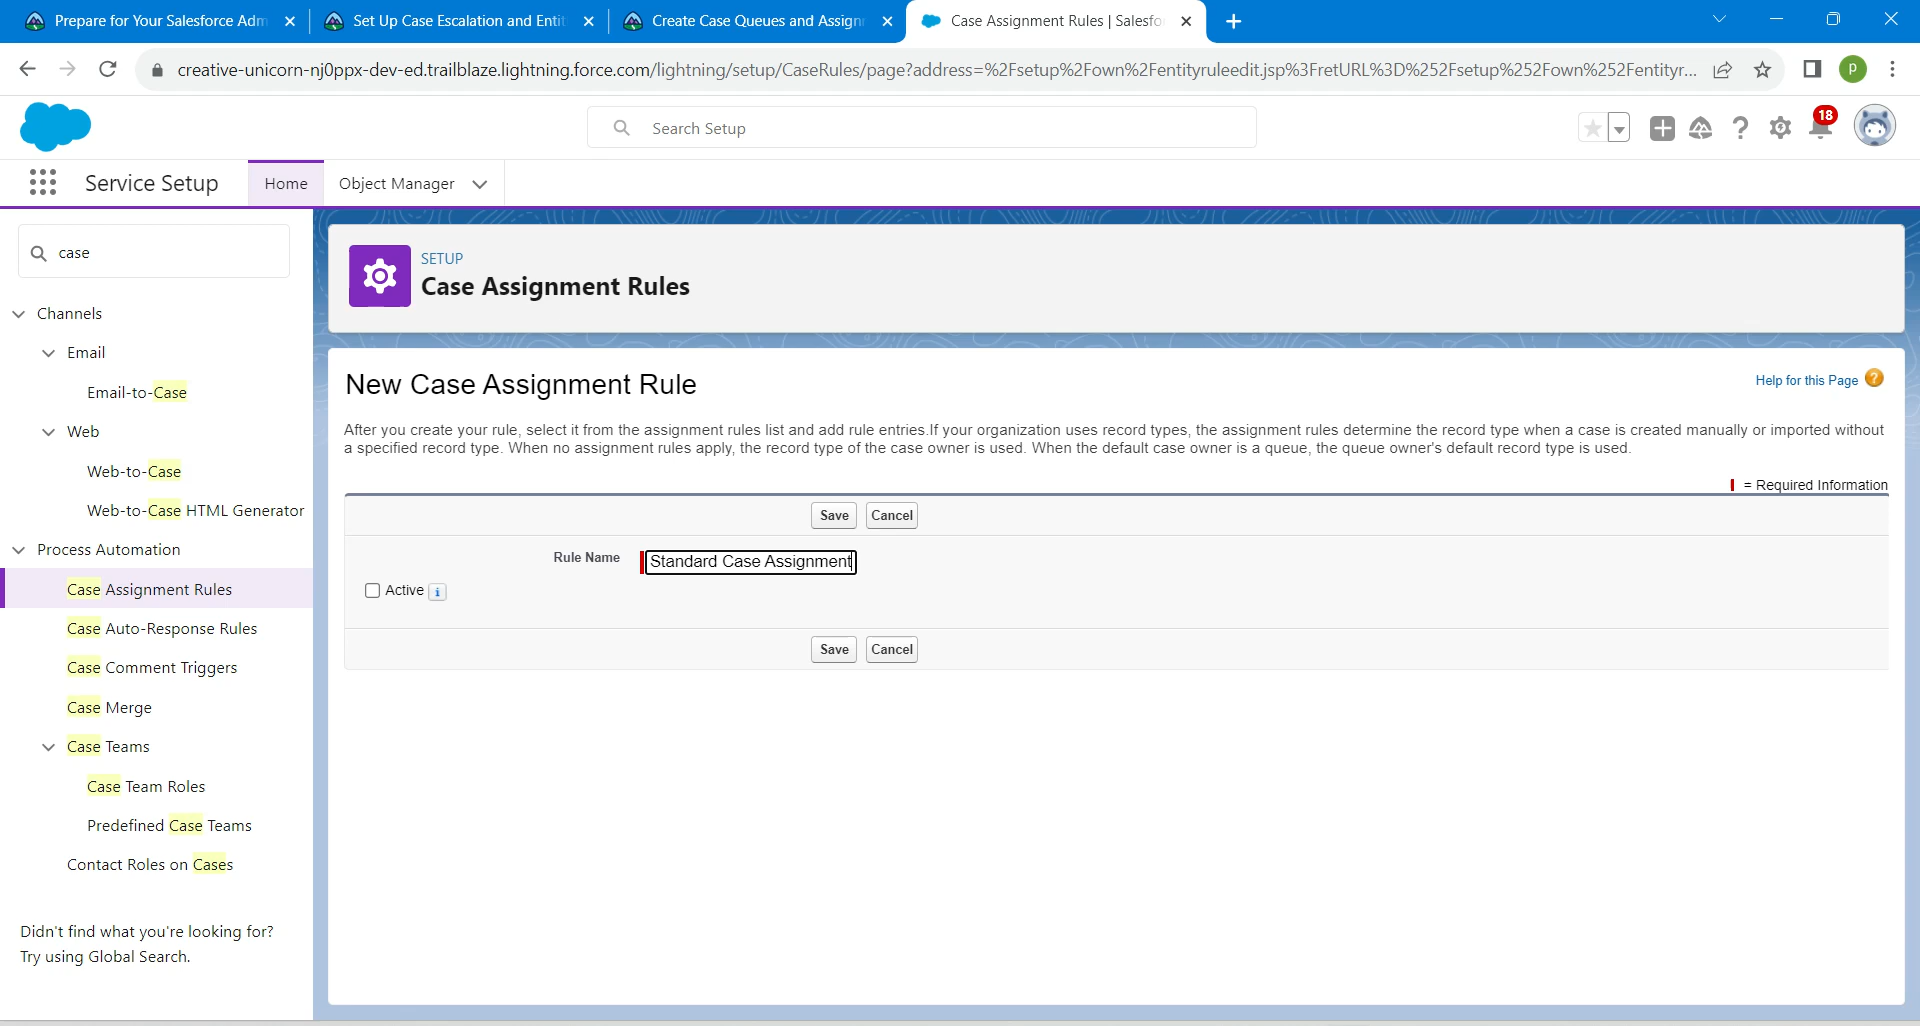 Prepare for Your Salesforce Adm
Set Up Case Escalation and Entit
Create Case Queues and Assign
Case Assignment Rules | Salesfo
creative-unicorn-nj0ppx-dev-ed.trailblaze.lightning.force.com/lightning/setup/CaseRules/page?address=%2Fsetup%2Fown%2Fentityruleedit.jsp%3FretURL%3D%252Fsetup%252Fown%252Fentityr...
P
Search Setup
18
Service Setup
Home
Object Manager
case
Channels
Email
Email-to-Case
Web
Web-to-Case
Web-to-Case HTML Generator
Process Automation
Case Assignment Rules
Case Auto-Response Rules
Case Comment Triggers
Case Merge
Case Teams
Case Team Roles
Predefined Case Teams
Contact Roles on Cases
Didn't find what you're looking for?
Try using Global Search.
SETUP
Case Assignment Rules
New Case Assignment Rule
Help for this Page ?
After you create your rule, select it from the assignment rules list and add rule entries.If your organization uses record types, the assignment rules determine the record type when a case is created manually or imported without
a specified record type. When no assignment rules apply, the record type of the case owner is used. When the default case owner is a queue, the queue owner's default record type is used.
= Required Information
Save Cancel
Rule Name Standard Case Assignment
Active i
Save Cancel